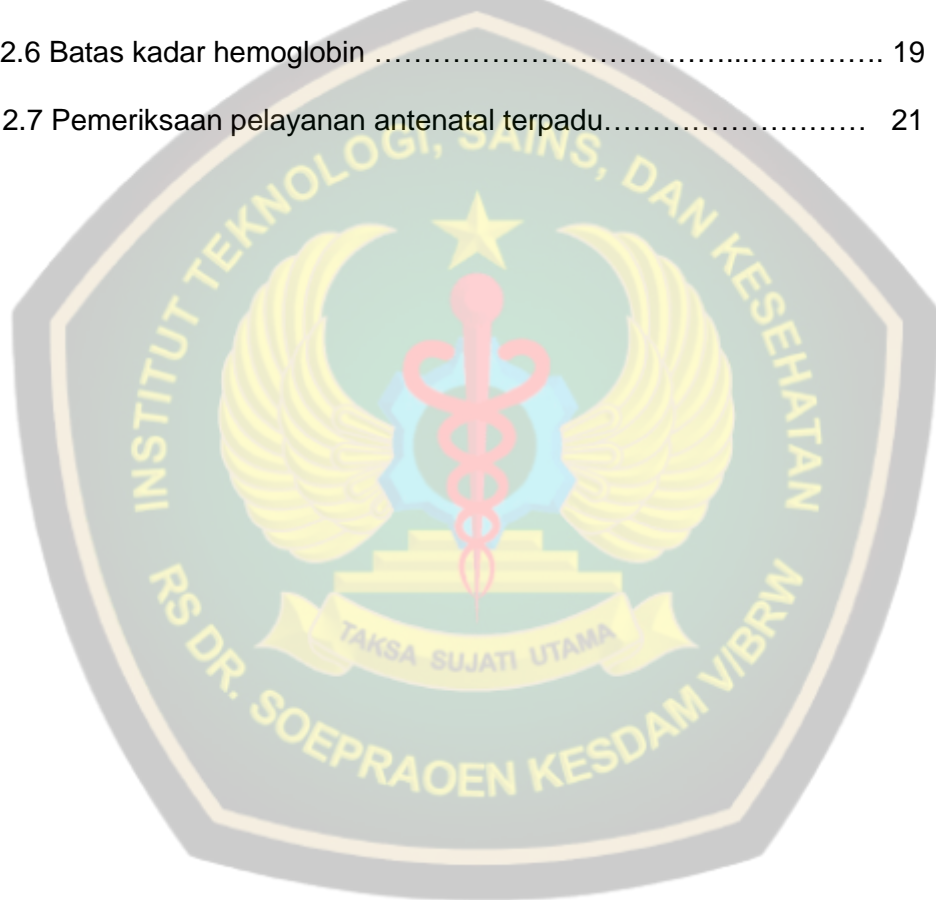 2.6 Batas kadar hemoglobin ……………………………………...…………. 19
2.7 Pemeriksaan pelayanan antenatal terpadu……………………… 21
INSTITUT TEKNOLOGI, SAINS, DAN KESEHATAN
TAKSA SUJATI UTAMA
RS DR. SOEPRAOEN KESDAM V/BRW